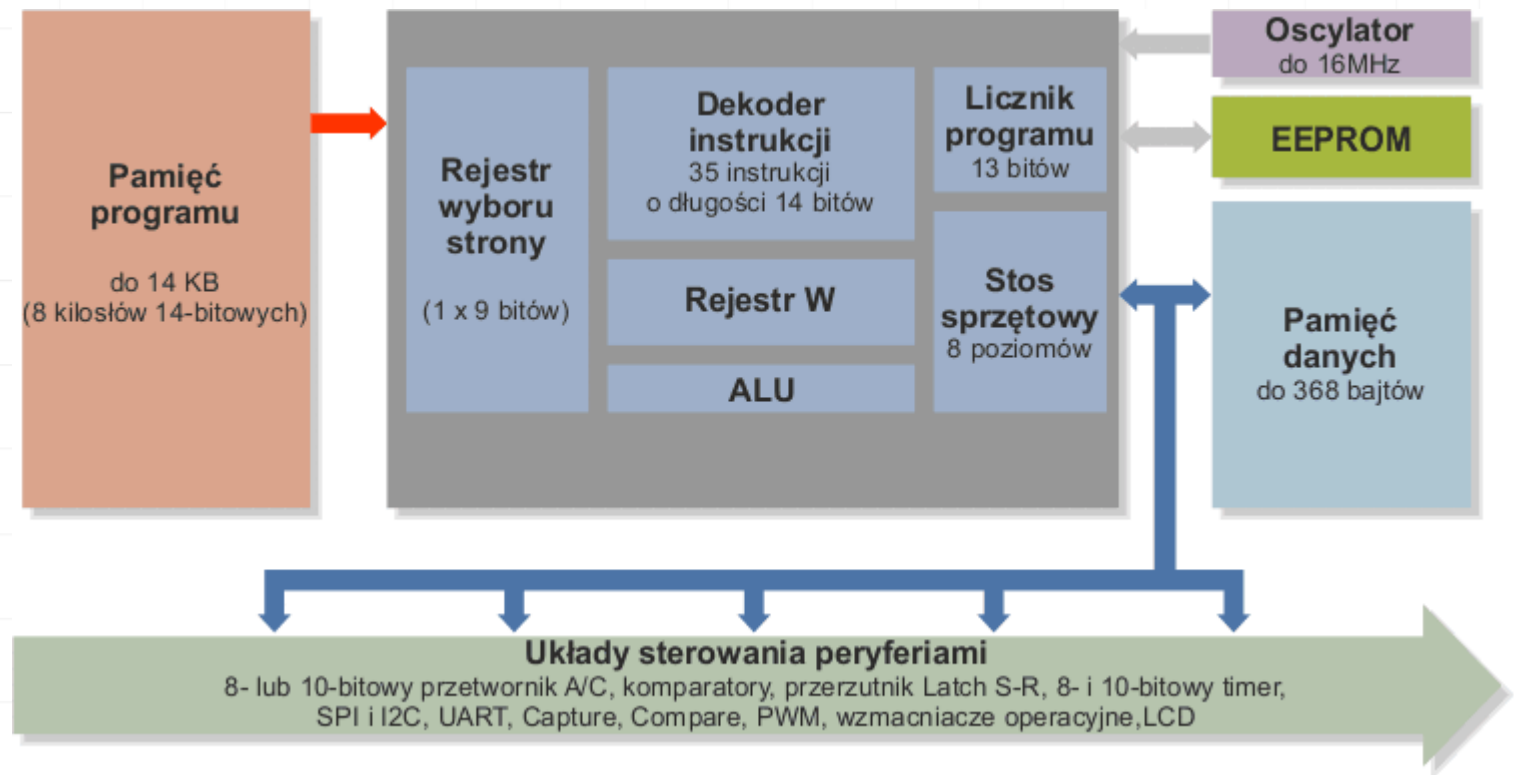 Pamięć
programu
do 14 KB
(8 kilosłów 14-bitowych)
Rejestr
wyboru
strony
(1 x 9 bitów)
Dekoder
instrukcji
35 instrukcji
o długości 14 bitów
Rejestr W
ALU
Licznik
programu
13 bitów
Stos
sprzętowy
8 poziomów
Oscylator
do 16MHz
EEPROM
Pamięć
danych
do 368 bajtów
Układy sterowania peryferiami
8- lub 10-bitowy przetwornik A/C, komparatory, przerzutnik Latch S-R, 8- i 10-bitowy timer,
SPI i I2C, UART, Capture, Compare, PWM, wzmacniacze operacyjne,LCD